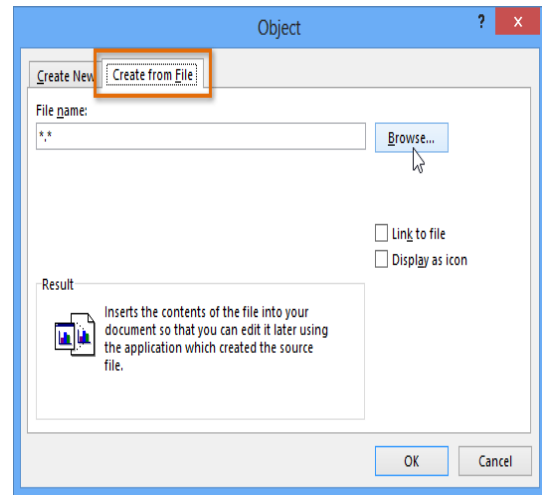 Object
? X
Create New
Create from File
File name:
*.*
Browse...
Link to file
Display as icon
Result
Inserts the contents of the file into your
document so that you can edit it later using
the application which created the source
file.
OK
Cancel